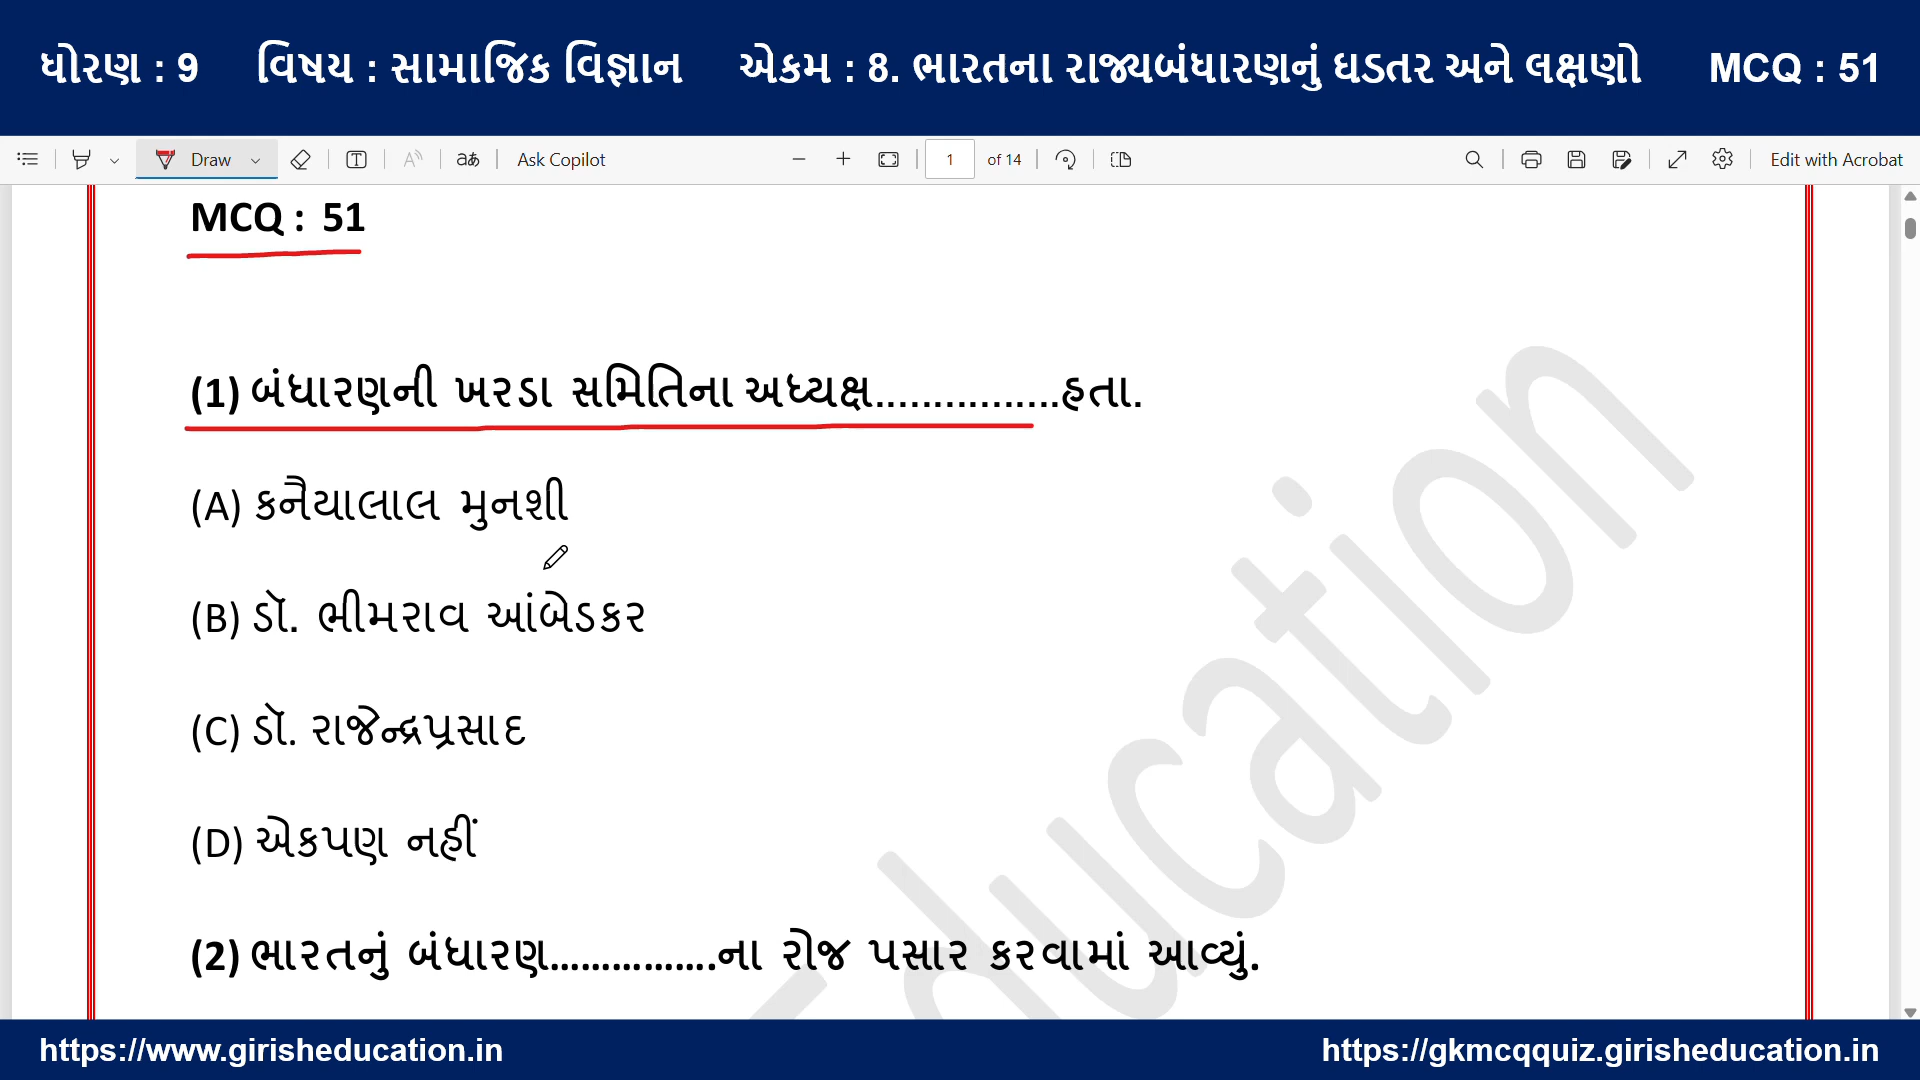 ધોરણ : 9 વિષય : સામાજિક વિજ્ઞાન એકમ : 8. ભારતના રાજ્યબંધારણનું ઘડતર અને લક્ષણો MCQ : 51
Draw Ask Copilot 1 of 14 Edit with Acrobat
MCQ : 51
(1) બંધારણની ખરડા સમિતિના અધ્યક્ષ................હતા.
(A) કનૈયાલાલ મુનશી
(B) ડૉ. ભીમરાવ આંબેડકર
(C) ડૉ. રાજેન્દ્રપ્રસાદ
(D) એકપણ નહીં
(2) ભારતનું બંધારણ................ના રોજ પસાર કરવામાં આવ્યું.
Education
https://www.girisheducation.in https://gkmcqquiz.girisheducation.in